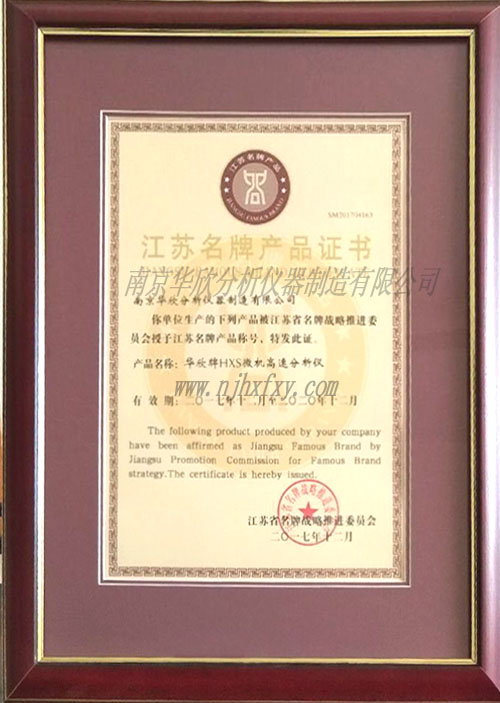 江苏名牌产品
JIANGSU FAMOUS BRAND
江苏名牌产品证书
南京华欣分析仪器制造有限公司
南京华欣分析仪器制造有限公司
你单位生产的下列产品被江苏省名牌战略推进委
员会授予江苏名牌产品称号，特发此证。
产品名称：华欣牌HXS微机高速分析仪
www.njhxfxy.com
有效期：二〇一七年十二月至二〇二〇年十二月
The following product produced by your company
have been affirmed as Jiangsu Famous Brand by
Jiangsu Promotion Commission for Famous Brand
strategy.The certificate is hereby issued.
江苏省名牌战略推进委员会
二〇一七年十二月